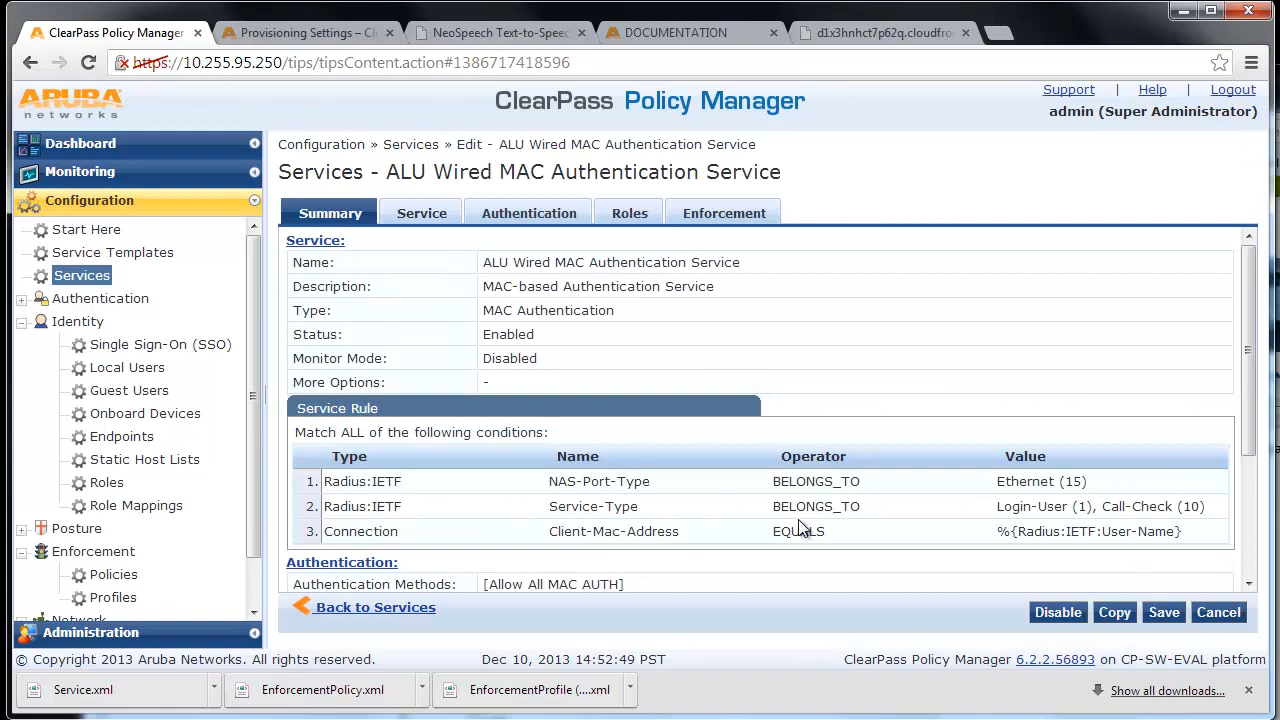 ClearPass Policy Manager
Provisioning Settings – Cl
NeoSpeech Text-to-Speec
DOCUMENTATION
d1x3hnhct7p62q.cloudfro
https://10.255.95.250/tips/tipsContent.action#1386717418596
ARUBA
networks
ClearPass Policy Manager
Support | Help | Logout
admin (Super Administrator)
Dashboard
Monitoring
Configuration
Start Here
Service Templates
Services
Authentication
Identity
Single Sign-On (SSO)
Local Users
Guest Users
Onboard Devices
Endpoints
Static Host Lists
Roles
Role Mappings
Posture
Enforcement
Policies
Profiles
Network
Administration
Configuration » Services » Edit - ALU Wired MAC Authentication Service
Services - ALU Wired MAC Authentication Service
Summary Service Authentication Roles Enforcement
Service:
Name: ALU Wired MAC Authentication Service
Description: MAC-based Authentication Service
Type: MAC Authentication
Status: Enabled
Monitor Mode: Disabled
More Options: -
Service Rule
Match ALL of the following conditions:
Type Name Operator Value
1. Radius:IETF NAS-Port-Type BELONGS_TO Ethernet (15)
2. Radius:IETF Service-Type BELONGS_TO Login-User (1), Call-Check (10)
3. Connection Client-Mac-Address EQUALS %{Radius:IETF:User-Name}
Authentication:
Authentication Methods: [Allow All MAC AUTH]
Back to Services
Disable Copy Save Cancel
© Copyright 2013 Aruba Networks. All rights reserved. Dec 10, 2013 14:52:49 PST ClearPass Policy Manager 6.2.2.56893 on CP-SW-EVAL platform
Service.xml
EnforcementPolicy.xml
EnforcementProfile (....xml
Show all downloads...